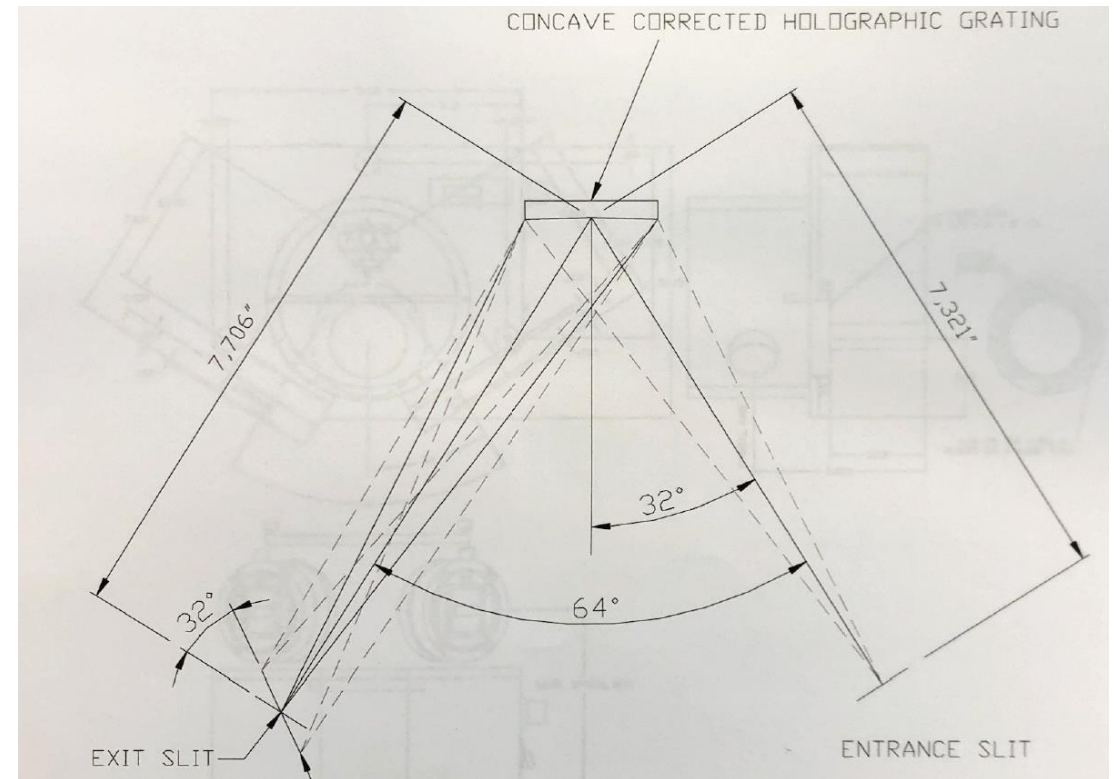 CONCAVE CORRECTED HOLOGRAPHIC GRATING
7,706"
7,321"
32°
64°
32°
EXIT SLIT
ENTRANCE SLIT